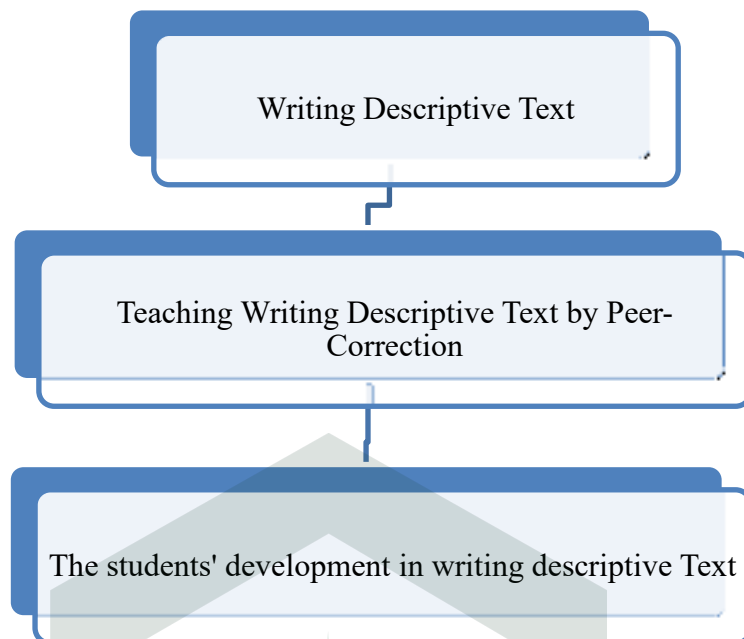 Writing Descriptive Text
Teaching Writing Descriptive Text by Peer-
Correction
The students' development in writing descriptive Text